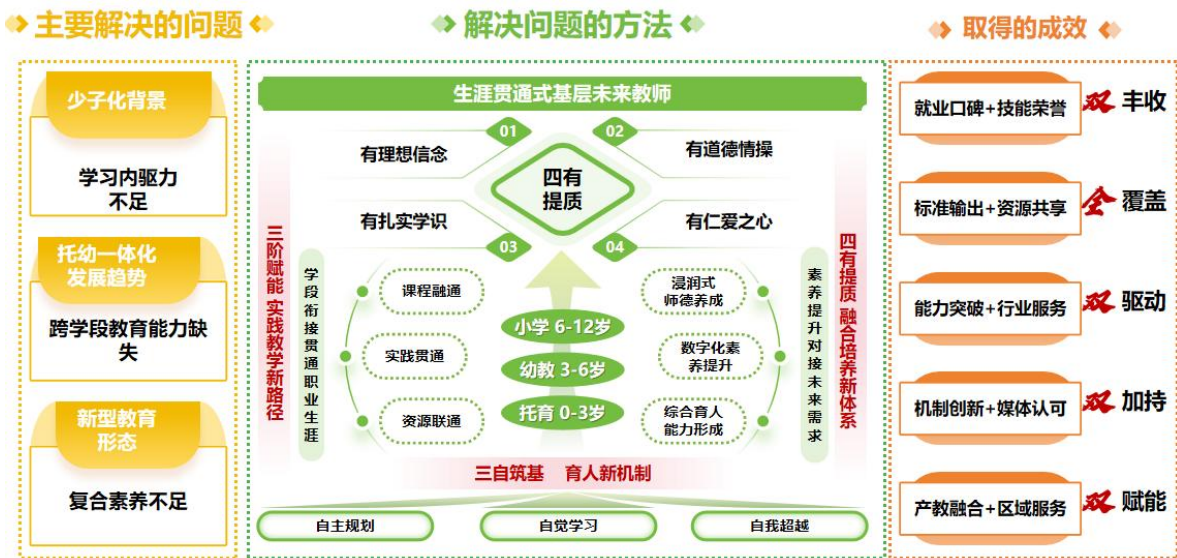 主要解决的问题
解决问题的方法
取得的成效
少子化背景
学习内驱力
不足
托幼一体化
发展趋势
跨学段教育能力缺
失
新型教育
形态
复合素养不足
生涯贯通式基层未来教师
01
02
有理想信念
有道德情操
四有
提质
有扎实学识
有仁爱之心
03
04
三阶赋能 实践教学新路径
学段衔接贯通职业生涯
课程融通
实践贯通
资源联通
小学 6-12岁
幼教 3-6岁
托育 0-3岁
浸润式
师德养成
数字化素
养提升
综合育人
能力形成
素养提升对接未来需求
四有提质 融合培养新体系
三自筑基 育人新机制
自主规划
自觉学习
自我超越
就业口碑+技能荣誉
双丰收
标准输出+资源共享
全覆盖
能力突破+行业服务
双驱动
机制创新+媒体认可
双加持
产教融合+区域服务
双赋能